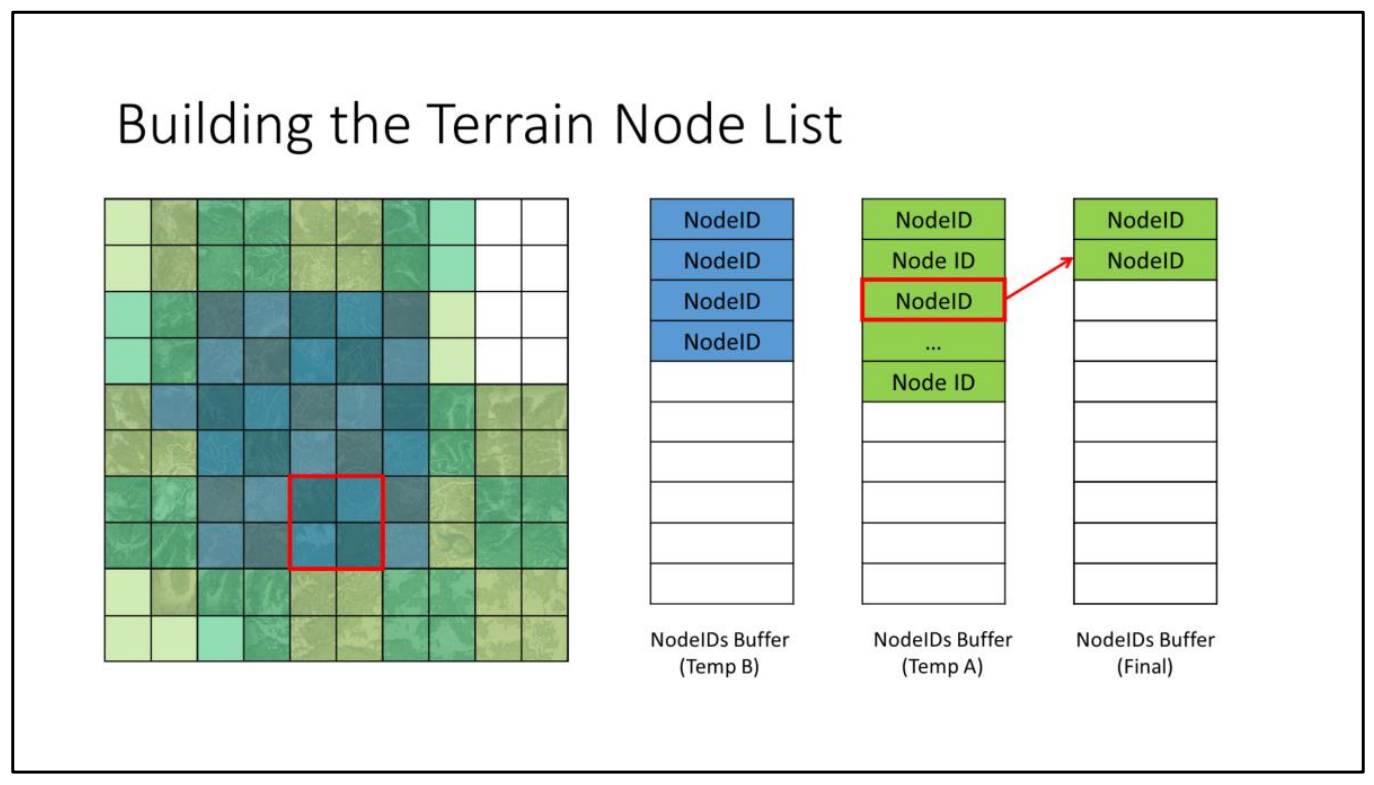 Building the Terrain Node List
NodeID
NodeID
NodeID
NodeID
NodeIDs Buffer
(Temp B)
NodeID
Node ID
NodeID
...
Node ID
NodeIDs Buffer
(Temp A)
NodeID
NodeID
NodeIDs Buffer
(Final)